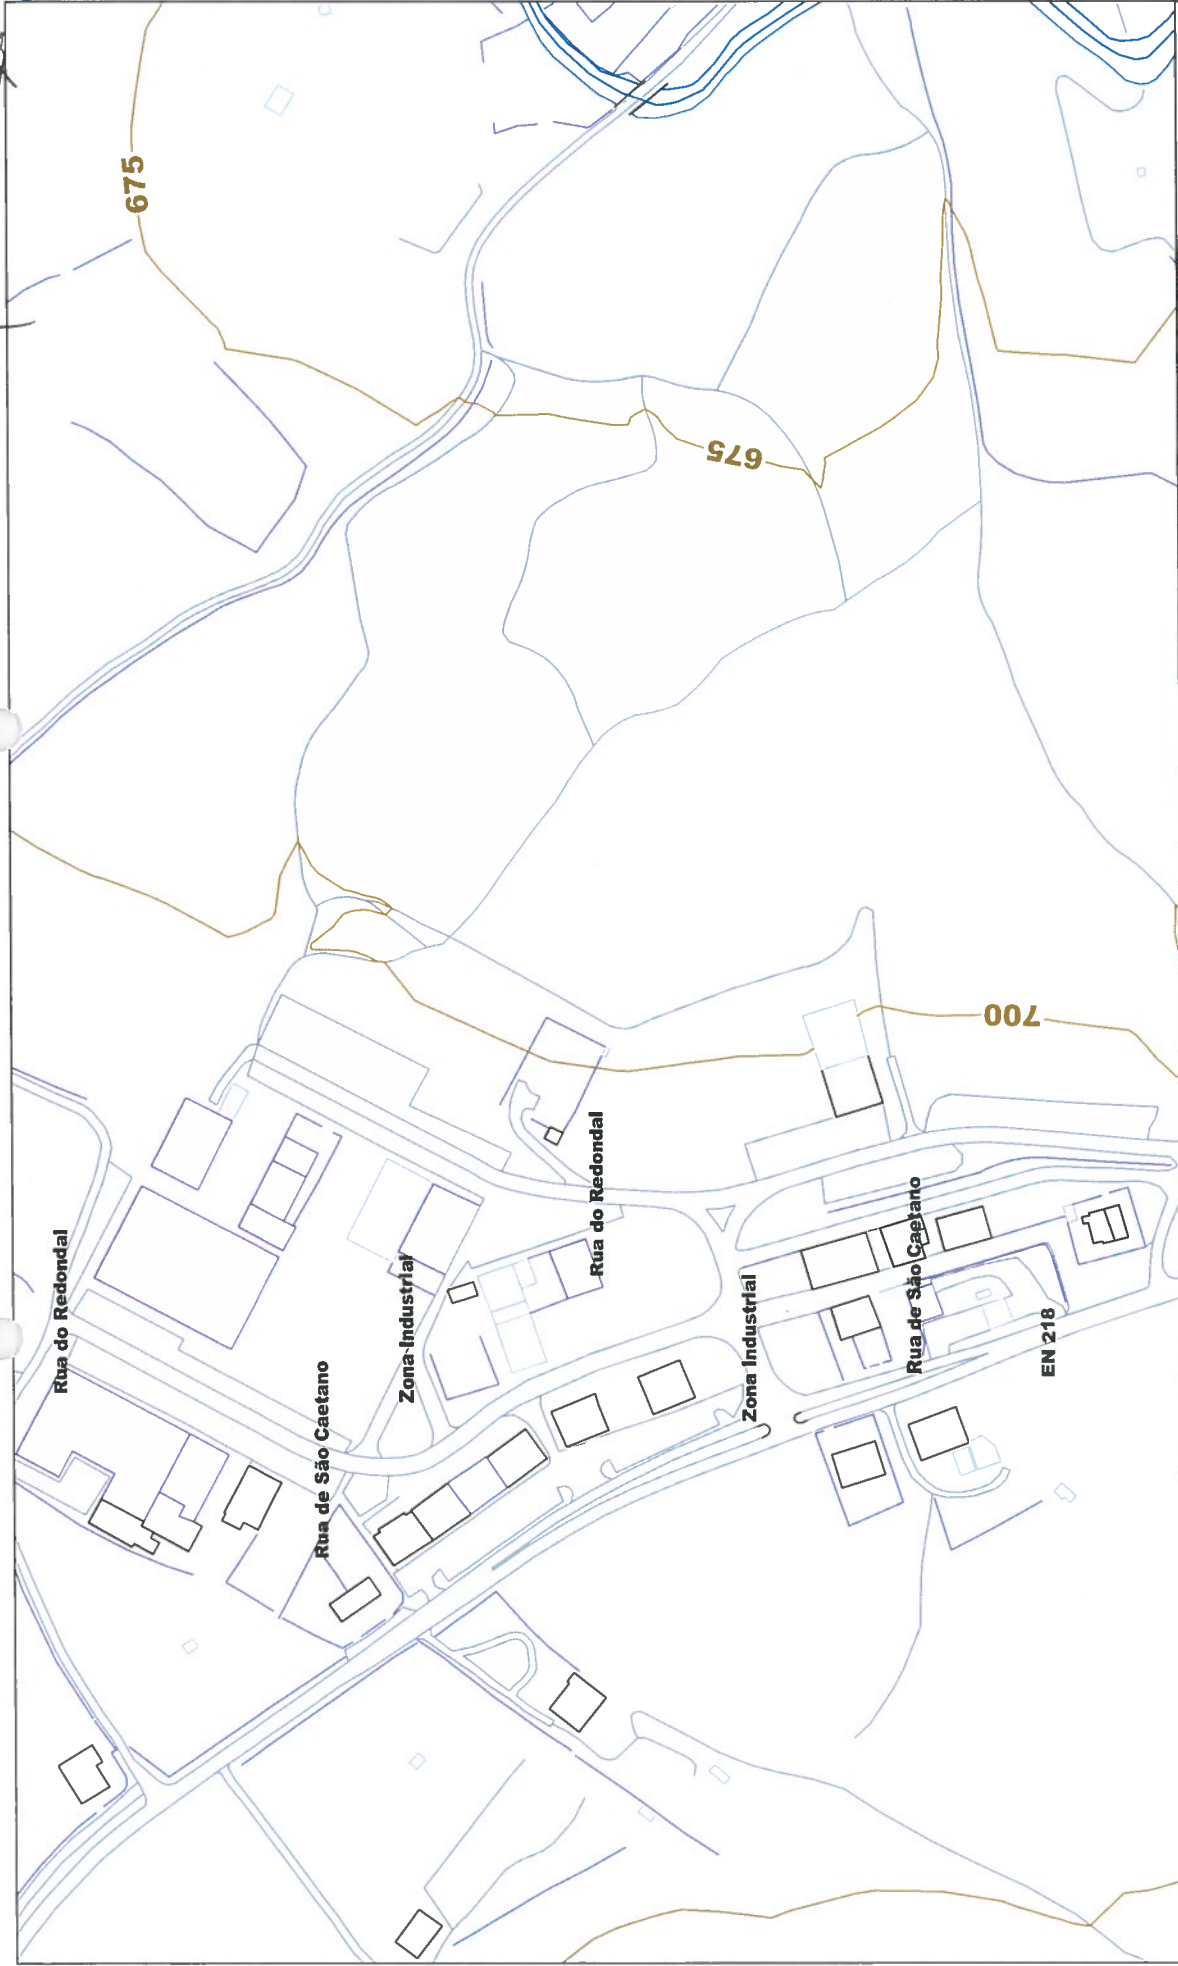 675
675
700
Rua do Redondal
Rua de São Caetano
Zona Industrial
Rua do Redondal
Zona Industrial
Rua de São Caetano
EN 218